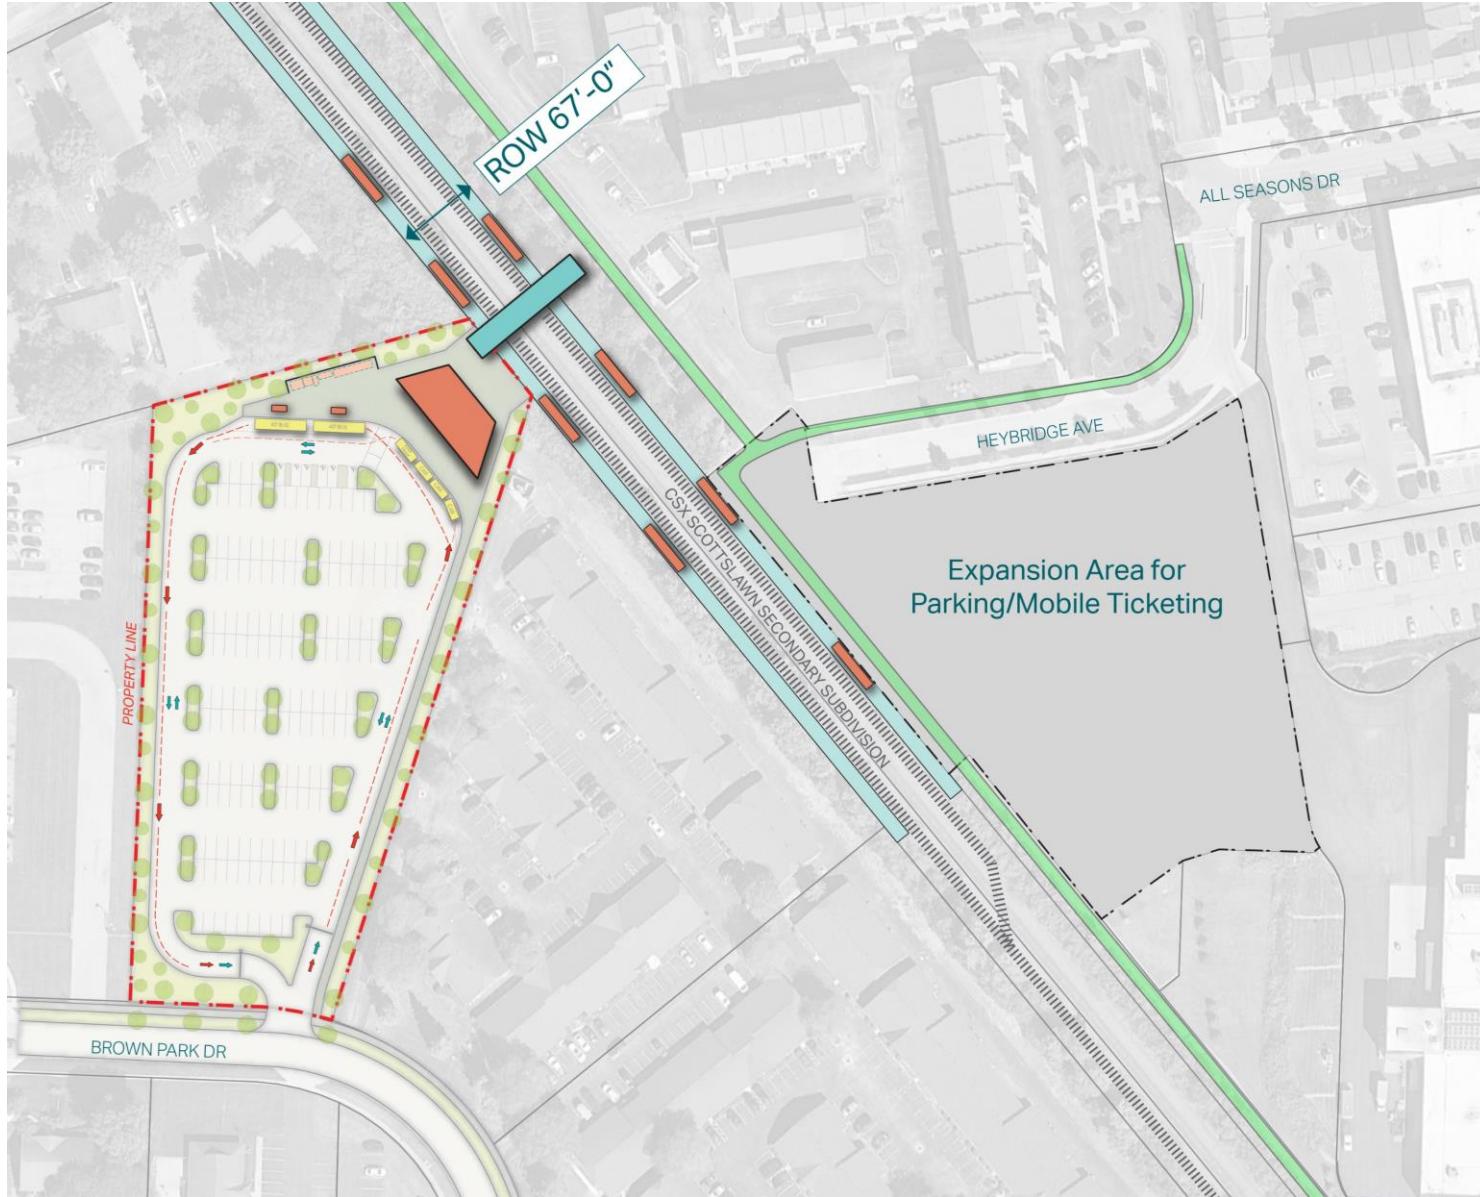 ROW 67'-0"
ALL SEASONS DR
HEYBRIDGE AVE
CSX SCOTTSLAWN SECONDARY SUBDIVISION
Expansion Area for
Parking/Mobile Ticketing
PROPERTY LINE
BROWN PARK DR